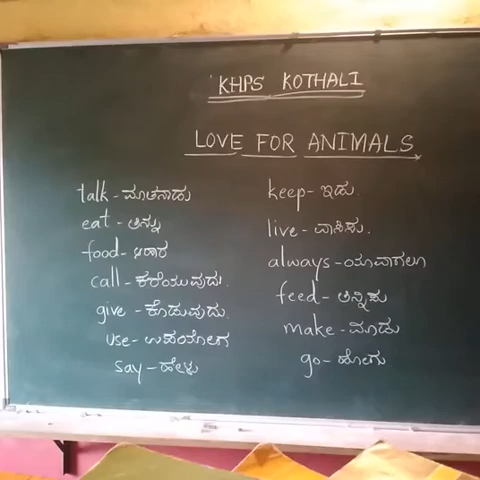 KHPS KOTHALI
LOVE FOR ANIMALS
talk - ಮಾತನಾಡು
eat - ತಿನ್ನು
food - ಆಹಾರ
call - ಕರೆಯುವುದು.
give - ಕೊಡುವುದು.
use - ಉಪಯೋಗ
say - ಹೇಳು
keep - ಇಡು.
live - ವಾಸಿಸು.
always - ಯಾವಾಗಲೂ
feed - ತಿನ್ನಿಸು
make - ಮಾಡು
go - ಹೋಗು